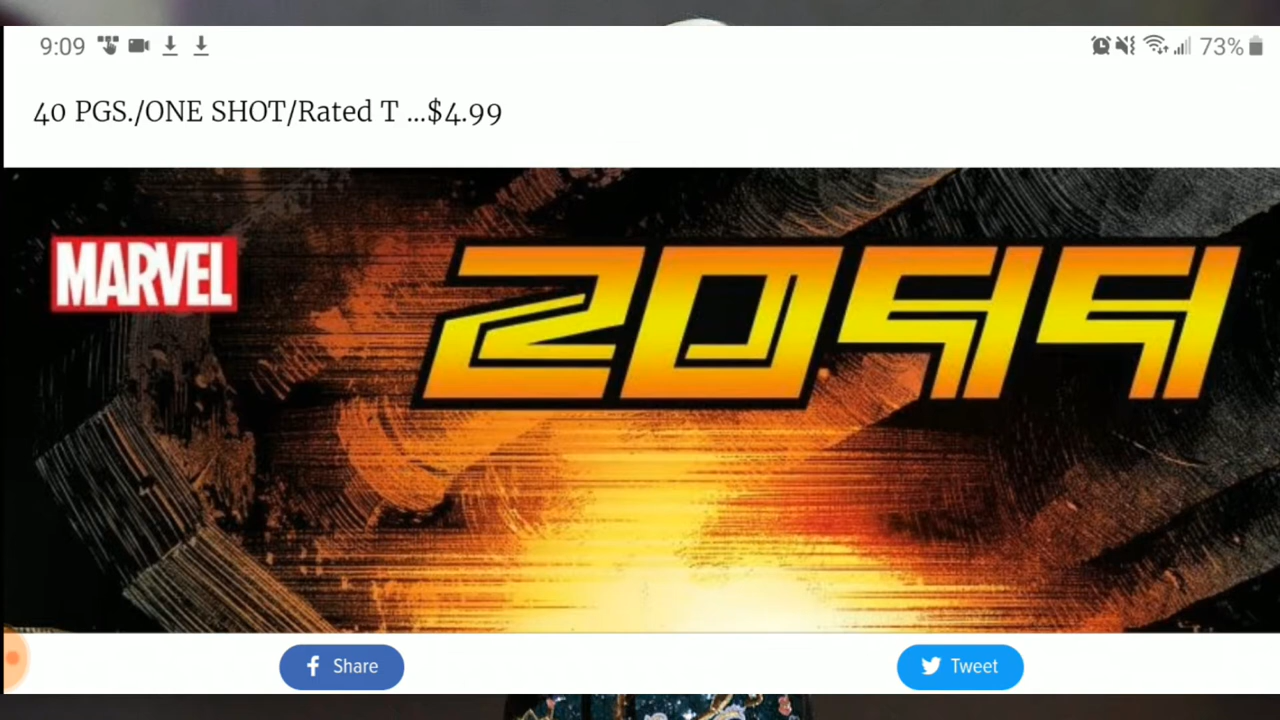 9:09
73%
40 PGS./ONE SHOT/Rated T ...$4.99
MARVEL
2099
f Share
Tweet